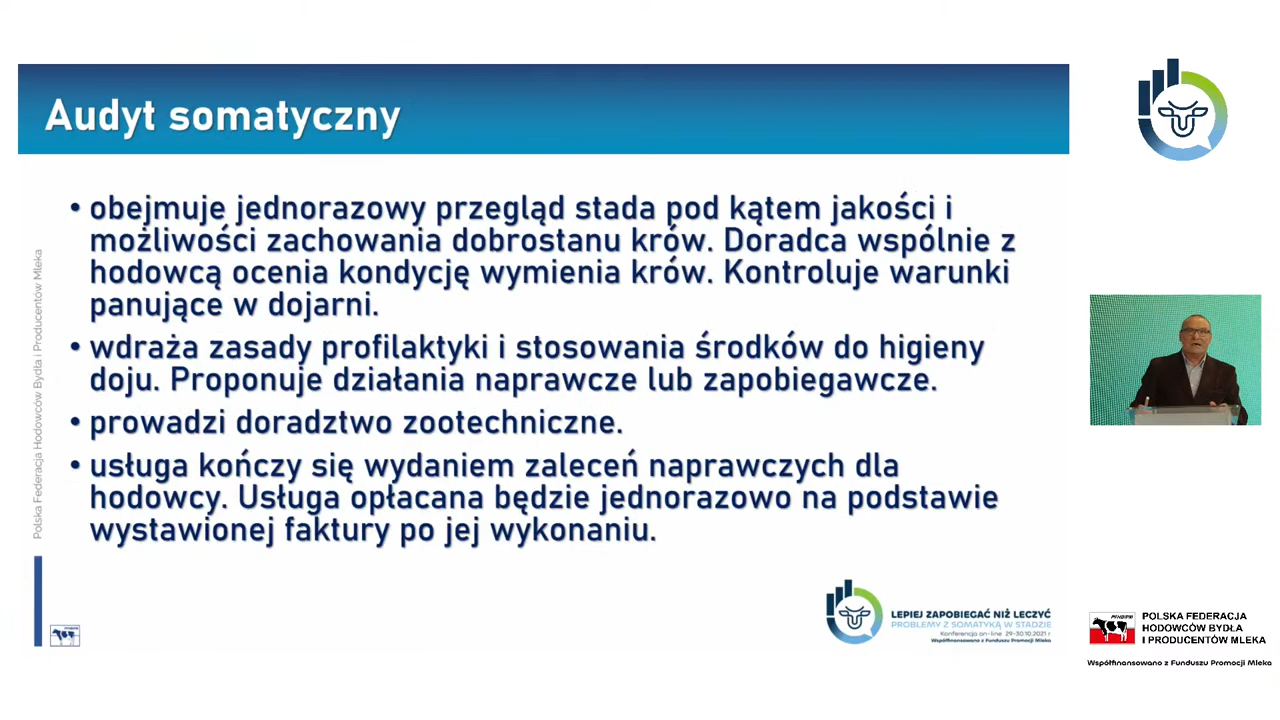 Audyt somatyczny
• obejmuje jednorazowy przegląd stada pod kątem jakości i
możliwości zachowania dobrostanu krów. Doradca wspólnie z
hodowcą ocenia kondycję wymienia krów. Kontroluje warunki
panujące w dojarni.
• wdraża zasady profilaktyki i stosowania środków do higieny
doju. Proponuje działania naprawcze lub zapobiegawcze.
• prowadzi doradztwo zootechniczne.
• usługa kończy się wydaniem zaleceń naprawczych dla
hodowcy. Usługa opłacana będzie jednorazowo na podstawie
wystawionej faktury po jej wykonaniu.
Polska Federacja Hodowców Bydła i Producentów Mleka
LEPIEJ ZAPOBIEGAĆ NIŻ LECZYĆ
PROBLEMY Z SOMATYKĄ W STADZIE
Konferencja on-line 29-30.10.2021 r.
Współfinansowano z Funduszu Promocji Mleka
POLSKA FEDERACJA
HODOWCÓW BYDŁA
I PRODUCENTÓW MLEKA
Współfinansowano z Funduszu Promocji Mleka